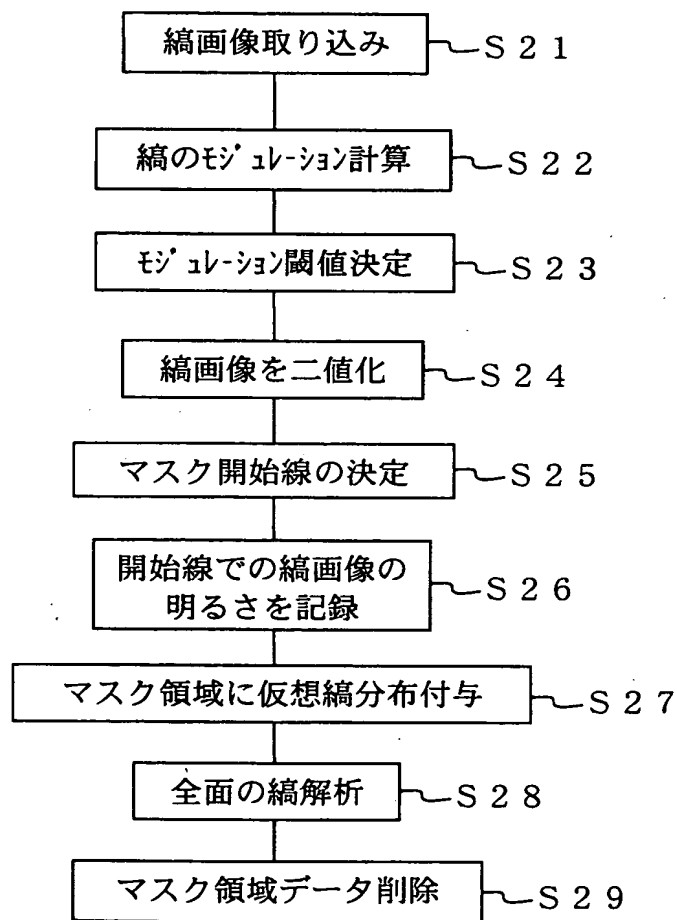 縞画像取り込み S21
縞のﾓｼﾞｭﾚｰｼｮﾝ計算 S22
ﾓｼﾞｭﾚｰｼｮﾝ閾値決定 S23
縞画像を二値化 S24
マスク開始線の決定 S25
開始線での縞画像の
明るさを記録 S26
マスク領域に仮想縞分布付与 S27
全面の縞解析 S28
マスク領域データ削除 S29